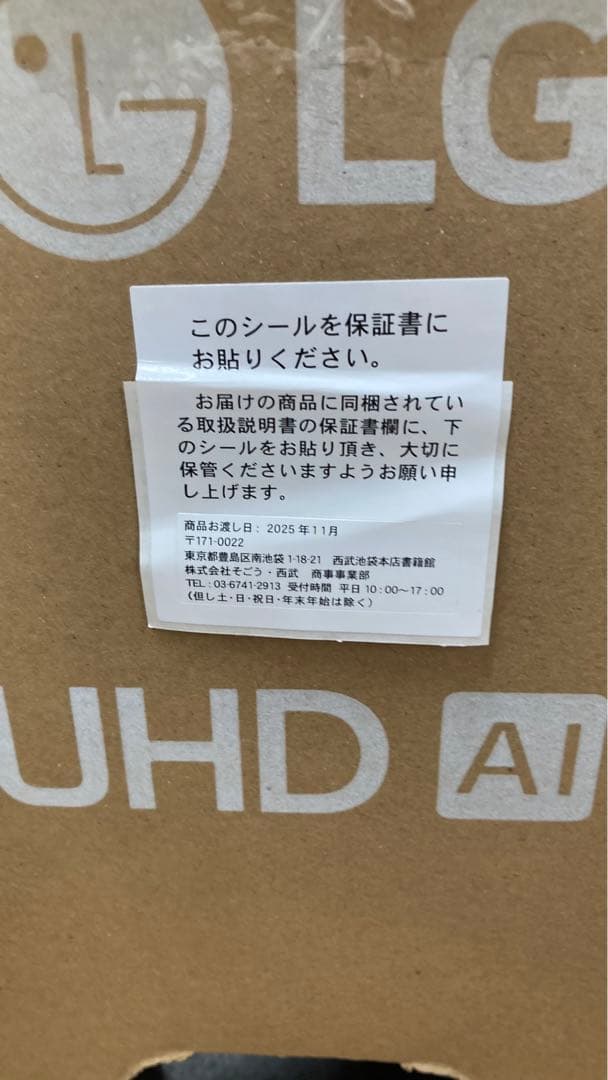 LG
LG
このシールを保証書に
お貼りください。
お届けの商品に同梱されてい
る取扱説明書の保証書欄に、下
のシールをお貼り頂き、大切に
保管くださいますようお願い申
し上げます。
商品お渡し日: 2025年11月
〒171-0022
東京都豊島区南池袋1-18-21 西武池袋本店書籍館
株式会社そごう・西武 商事事業部
TEL:03-6741-2913 受付時間 平日10:00～17:00
(但し土・日・祝日・年末年始は除く)
UHD AI